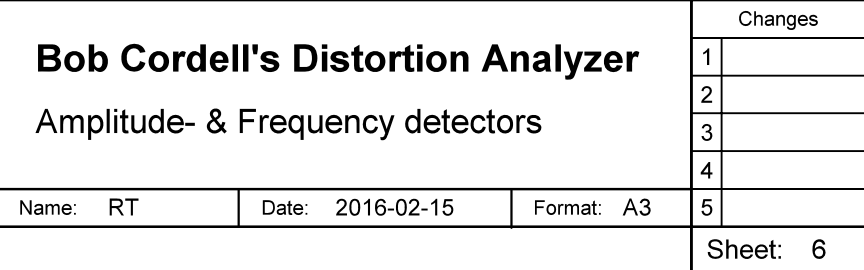 Bob Cordell's Distortion Analyzer
Amplitude- & Frequency detectors
Name: RT Date: 2016-02-15 Format: A3
Changes
1
2
3
4
5
Sheet: 6